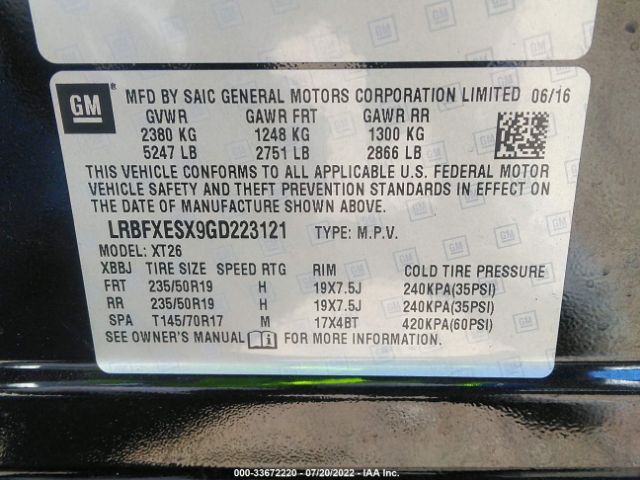 GM ® MFD BY SAIC GENERAL MOTORS CORPORATION LIMITED 06/16
GVWR GAWR FRT GAWR RR
2380 KG 1248 KG 1300 KG
5247 LB 2751 LB 2866 LB
THIS VEHICLE CONFORMS TO ALL APPLICABLE U.S. FEDERAL MOTOR
VEHICLE SAFETY AND THEFT PREVENTION STANDARDS IN EFFECT ON
THE DATE OF MANUFACTURE SHOWN ABOVE.
LRBFXESX9GD223121 TYPE: M.P.V.
MODEL: XT26
XBBJ TIRE SIZE SPEED RTG RIM COLD TIRE PRESSURE
FRT 235/50R19 H 19X7.5J 240KPA(35PSI)
RR 235/50R19 H 19X7.5J 240KPA(35PSI)
SPA T145/70R17 M 17X4BT 420KPA(60PSI)
SEE OWNER'S MANUAL FOR MORE INFORMATION.
000-33672220 - 07/20/2022 - IAA Inc.